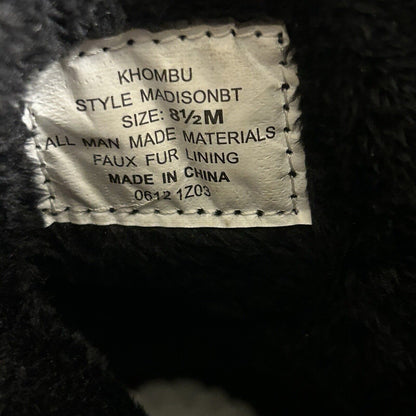 KHOMBU
STYLE MADISONBT
SIZE: 8½M
ALL MAN MADE MATERIALS
FAUX FUR LINING
MADE IN CHINA
0612 1Z03